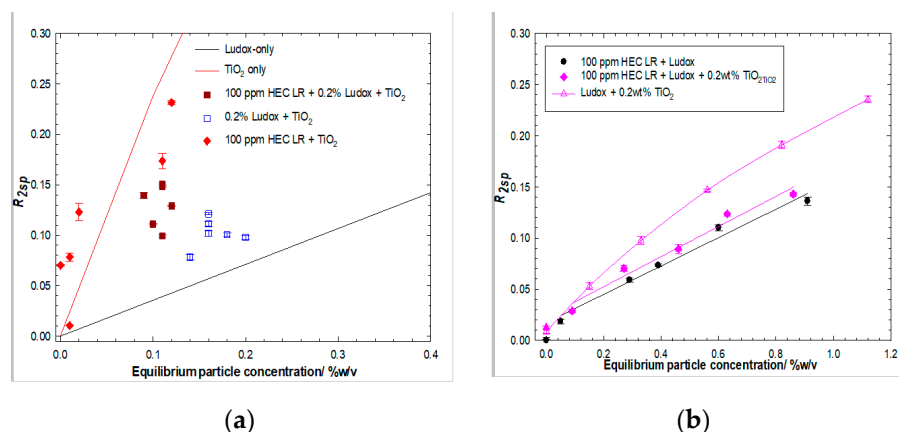 0.30
0.25
0.20
0.15
0.10
0.05
0.00
R2sp
Ludox-only
TiO2 only
100 ppm HEC LR + 0.2% Ludox + TiO2
0.2% Ludox + TiO2
100 ppm HEC LR + TiO2
0.0 0.1 0.2 0.3 0.4
Equilibrium particle concentration/ %w/v
(a)
0.30
0.25
0.20
0.15
0.10
0.05
0.00
R2sp
100 ppm HEC LR + Ludox
100 ppm HEC LR + Ludox + 0.2wt% TiO2TiO2
Ludox + 0.2wt% TiO2
0.0 0.2 0.4 0.6 0.8 1.0 1.2
Equilibrium particle concentration/ %w/v
(b)